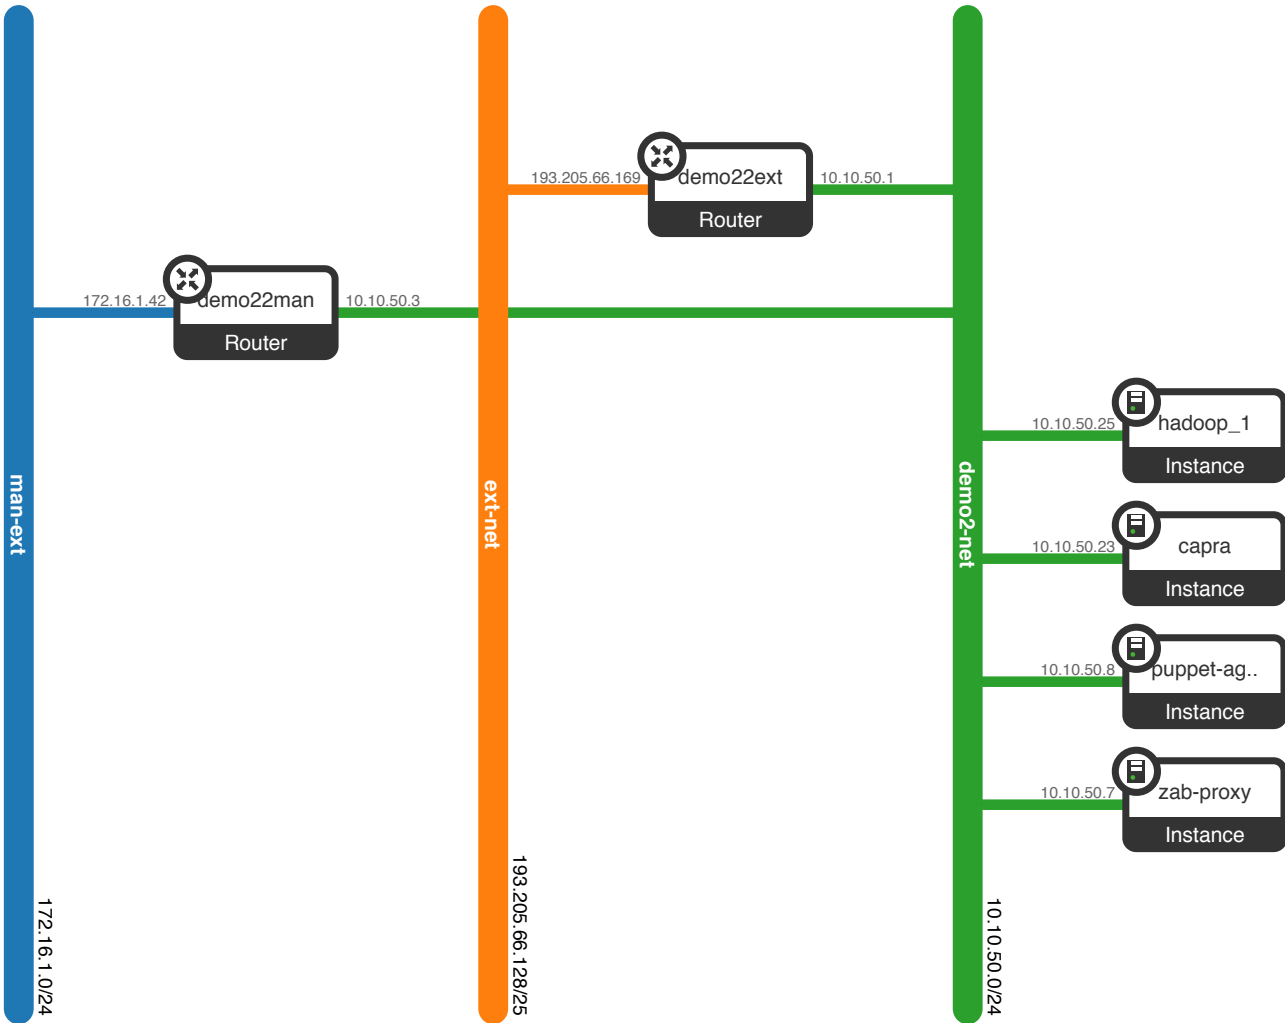 193.205.66.169
demo22ext
10.10.50.1
Router
172.16.1.42
demo22man
10.10.50.3
Router
10.10.50.25
hadoop_1
Instance
man-ext
ext-net
demo2-net
10.10.50.23
capra
Instance
10.10.50.8
puppet-ag..
Instance
10.10.50.7
zab-proxy
Instance
172.16.1.0/24
193.205.66.128/25
10.10.50.0/24